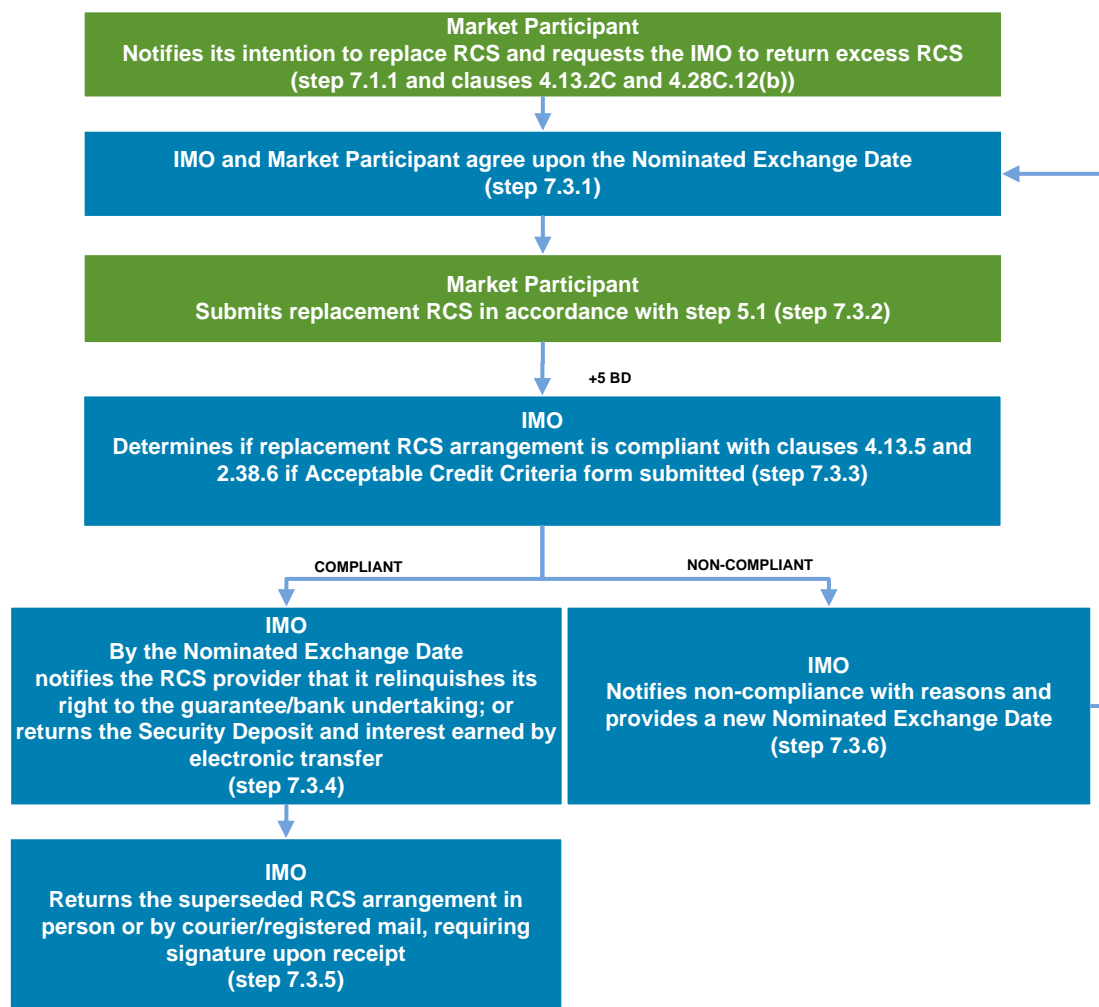 Market Participant
Notifies its intention to replace RCS and requests the IMO to return excess RCS
(step 7.1.1 and clauses 4.13.2C and 4.28C.12(b))
IMO and Market Participant agree upon the Nominated Exchange Date
(step 7.3.1)
Market Participant
Submits replacement RCS in accordance with step 5.1 (step 7.3.2)
+5 BD
IMO
Determines if replacement RCS arrangement is compliant with clauses 4.13.5 and
2.38.6 if Acceptable Credit Criteria form submitted (step 7.3.3)
COMPLIANT
NON-COMPLIANT
IMO
By the Nominated Exchange Date
notifies the RCS provider that it relinquishes its
right to the guarantee/bank undertaking; or
returns the Security Deposit and interest earned by
electronic transfer
(step 7.3.4)
IMO
Notifies non-compliance with reasons and
provides a new Nominated Exchange Date
(step 7.3.6)
IMO
Returns the superseded RCS arrangement in
person or by courier/registered mail, requiring
signature upon receipt
(step 7.3.5)